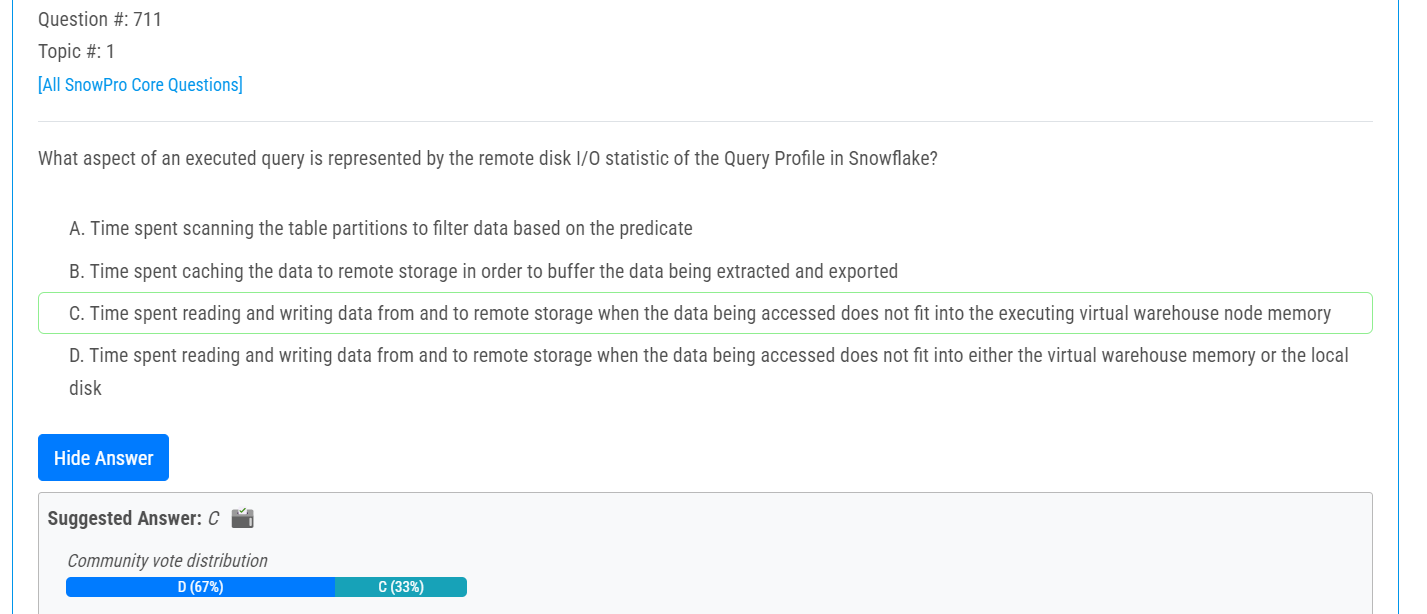 Question #: 711
Topic #: 1
[All SnowPro Core Questions]
What aspect of an executed query is represented by the remote disk I/O statistic of the Query Profile in Snowflake?
A. Time spent scanning the table partitions to filter data based on the predicate
B. Time spent caching the data to remote storage in order to buffer the data being extracted and exported
C. Time spent reading and writing data from and to remote storage when the data being accessed does not fit into the executing virtual warehouse node memory
D. Time spent reading and writing data from and to remote storage when the data being accessed does not fit into either the virtual warehouse memory or the local
disk
Hide Answer
Suggested Answer: C
Community vote distribution
D (67%) C (33%)